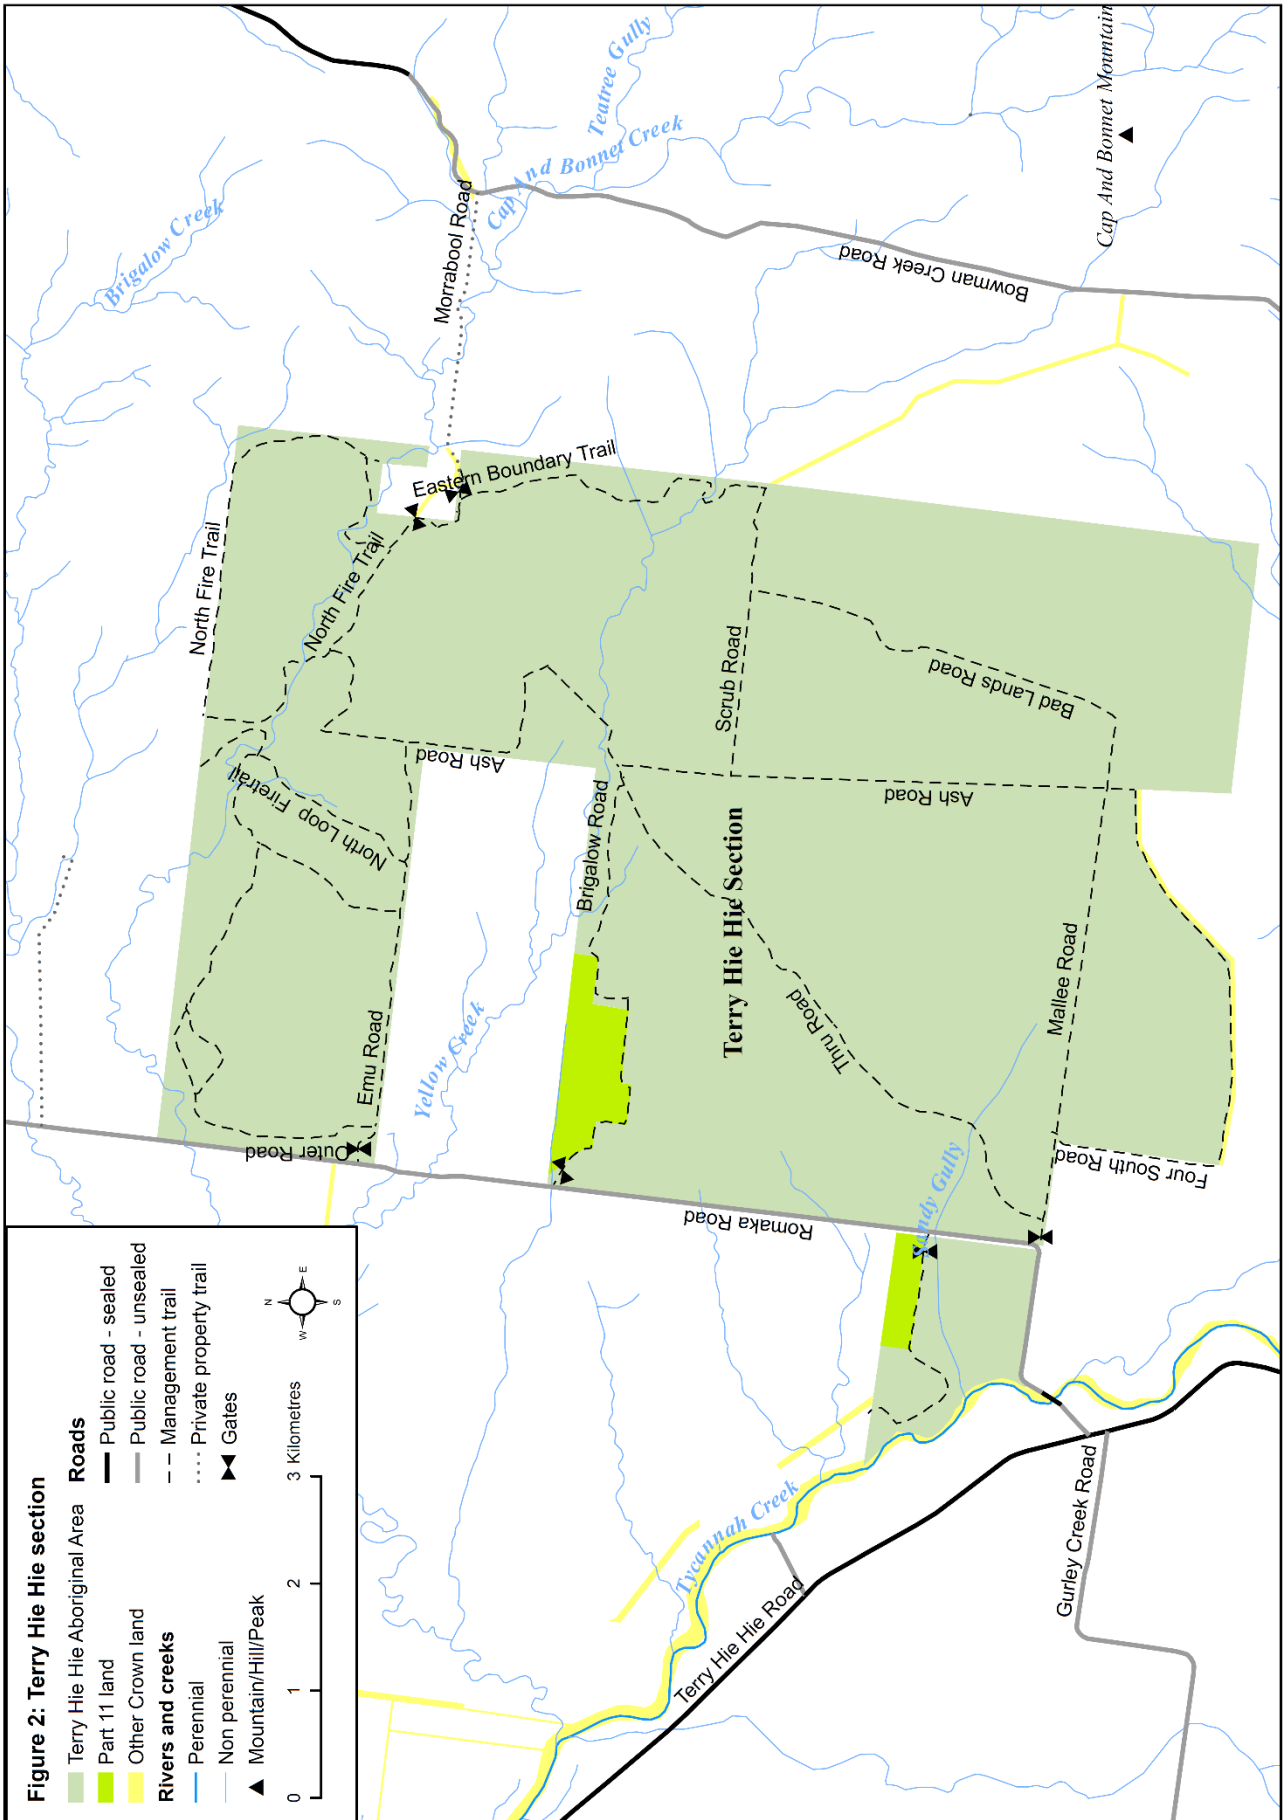 Figure 2: Terry Hie Hie section
Terry Hie Hie Aboriginal Area
Part 11 land
Other Crown land
Rivers and creeks
Perennial
Non perennial
Mountain/Hill/Peak
Roads
Public road - sealed
Public road - unsealed
Management trail
Private property trail
Gates
0 1 2 3 Kilometres
N
W E
S
Brigalow Creek
Teatree Gully
Cap And Bonnet Creek
Cap And Bonnet Mountain
Morrabool Road
Bowman Creek Road
North Fire Trail
North Fire Trail
Eastern Boundary Trail
North Loop Firetrail
Ash Road
Scrub Road
Bad Lands Road
Emu Road
Outer Road
Yellow Creek
Brigalow Road
Terry Hie Hie Section
Ash Road
Thru Road
Mallee Road
Romaka Road
Sandy Gully
Four South Road
Tycannah Creek
Terry Hie Hie Road
Gurley Creek Road